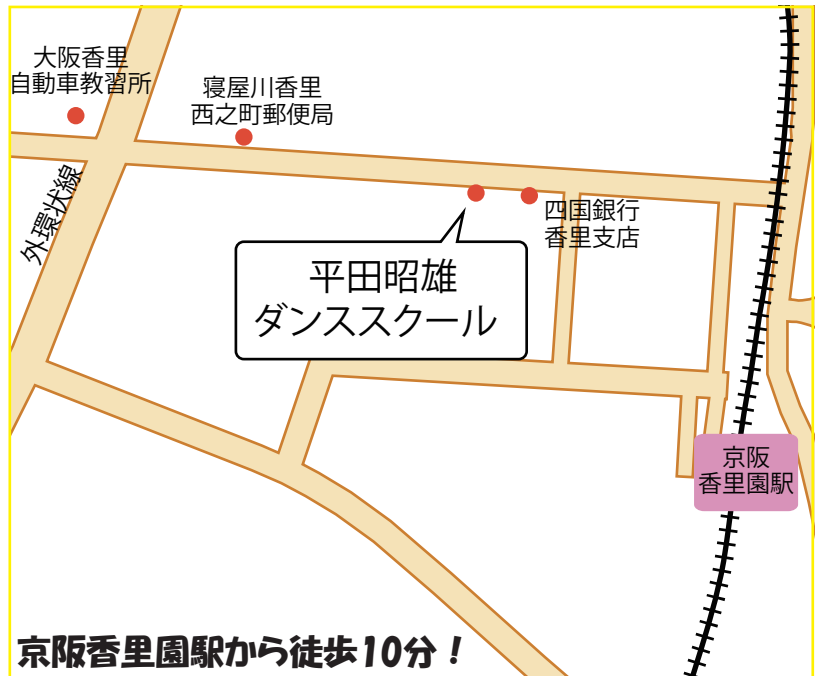 大阪香里
自動車教習所
寝屋川香里
西之町郵便局
外環状線
四国銀行
香里支店
平田昭雄
ダンススクール
京阪
香里園駅
京阪香里園駅から徒歩10分！